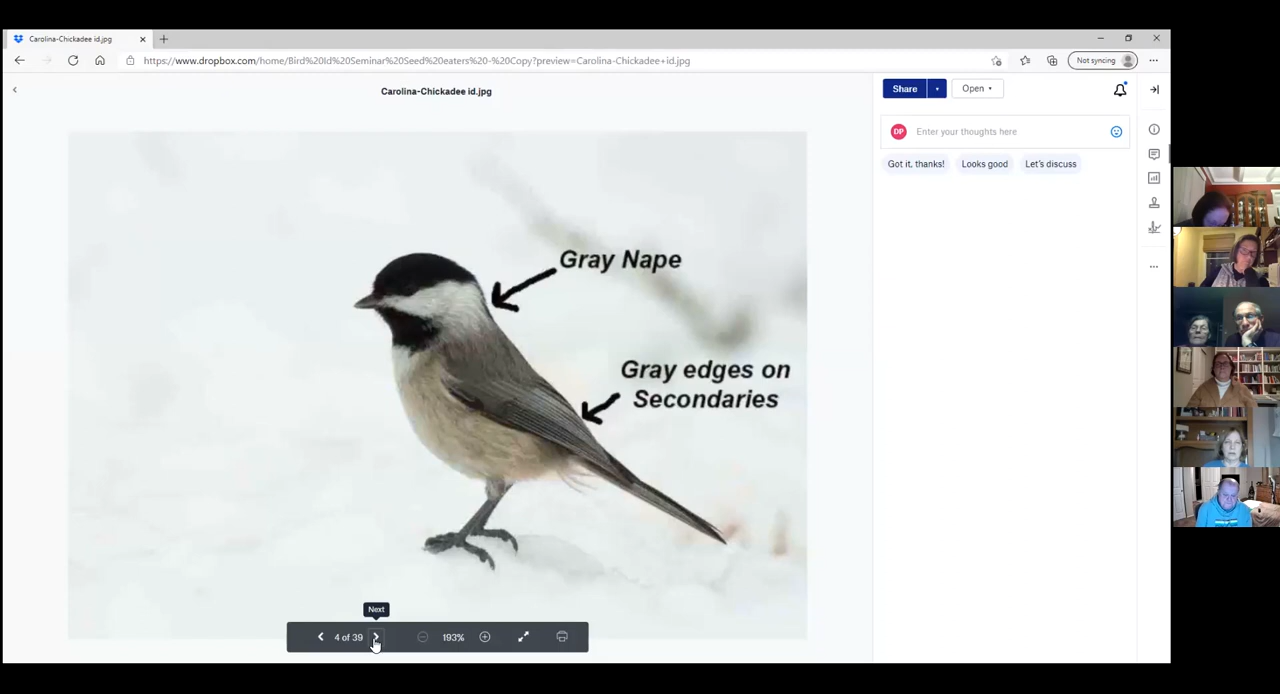 Carolina-Chickadee id.jpg
https://www.dropbox.com/home/Bird%20Id%20Seminar%20Seed%20eaters%20-%20Copy?preview=Carolina-Chickadee+id.jpg
Not syncing
Carolina-Chickadee id.jpg
Share
Open
DP
Enter your thoughts here
Got it, thanks!
Looks good
Let's discuss
Gray Nape
Gray edges on
Secondaries
Next
4 of 39
193%